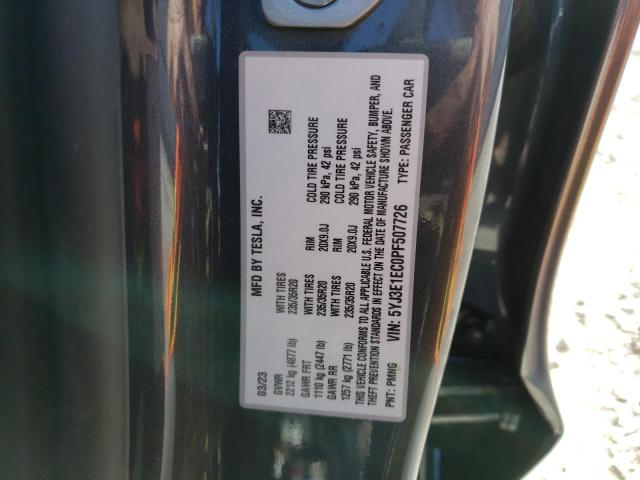 MFD BY TESLA, INC.
03/23
GVWR WITH TIRES RIM COLD TIRE PRESSURE
2212 kg (4877 lb) 235/35R20 20X9.0J 290 kPa, 42 psi
GAWR FRT WITH TIRES RIM COLD TIRE PRESSURE
1110 kg (2447 lb) 235/35R20 20X9.0J 290 kPa, 42 psi
GAWR RR WITH TIRES
1257 kg (2771 lb) 235/35R20
THIS VEHICLE CONFORMS TO ALL APPLICABLE U.S. FEDERAL MOTOR VEHICLE SAFETY, BUMPER, AND
THEFT PREVENTION STANDARDS IN EFFECT ON THE DATE OF MANUFACTURE SHOWN ABOVE.
VIN: 5YJ3E1EC0PF507726 TYPE: PASSENGER CAR
PNT: PMNG